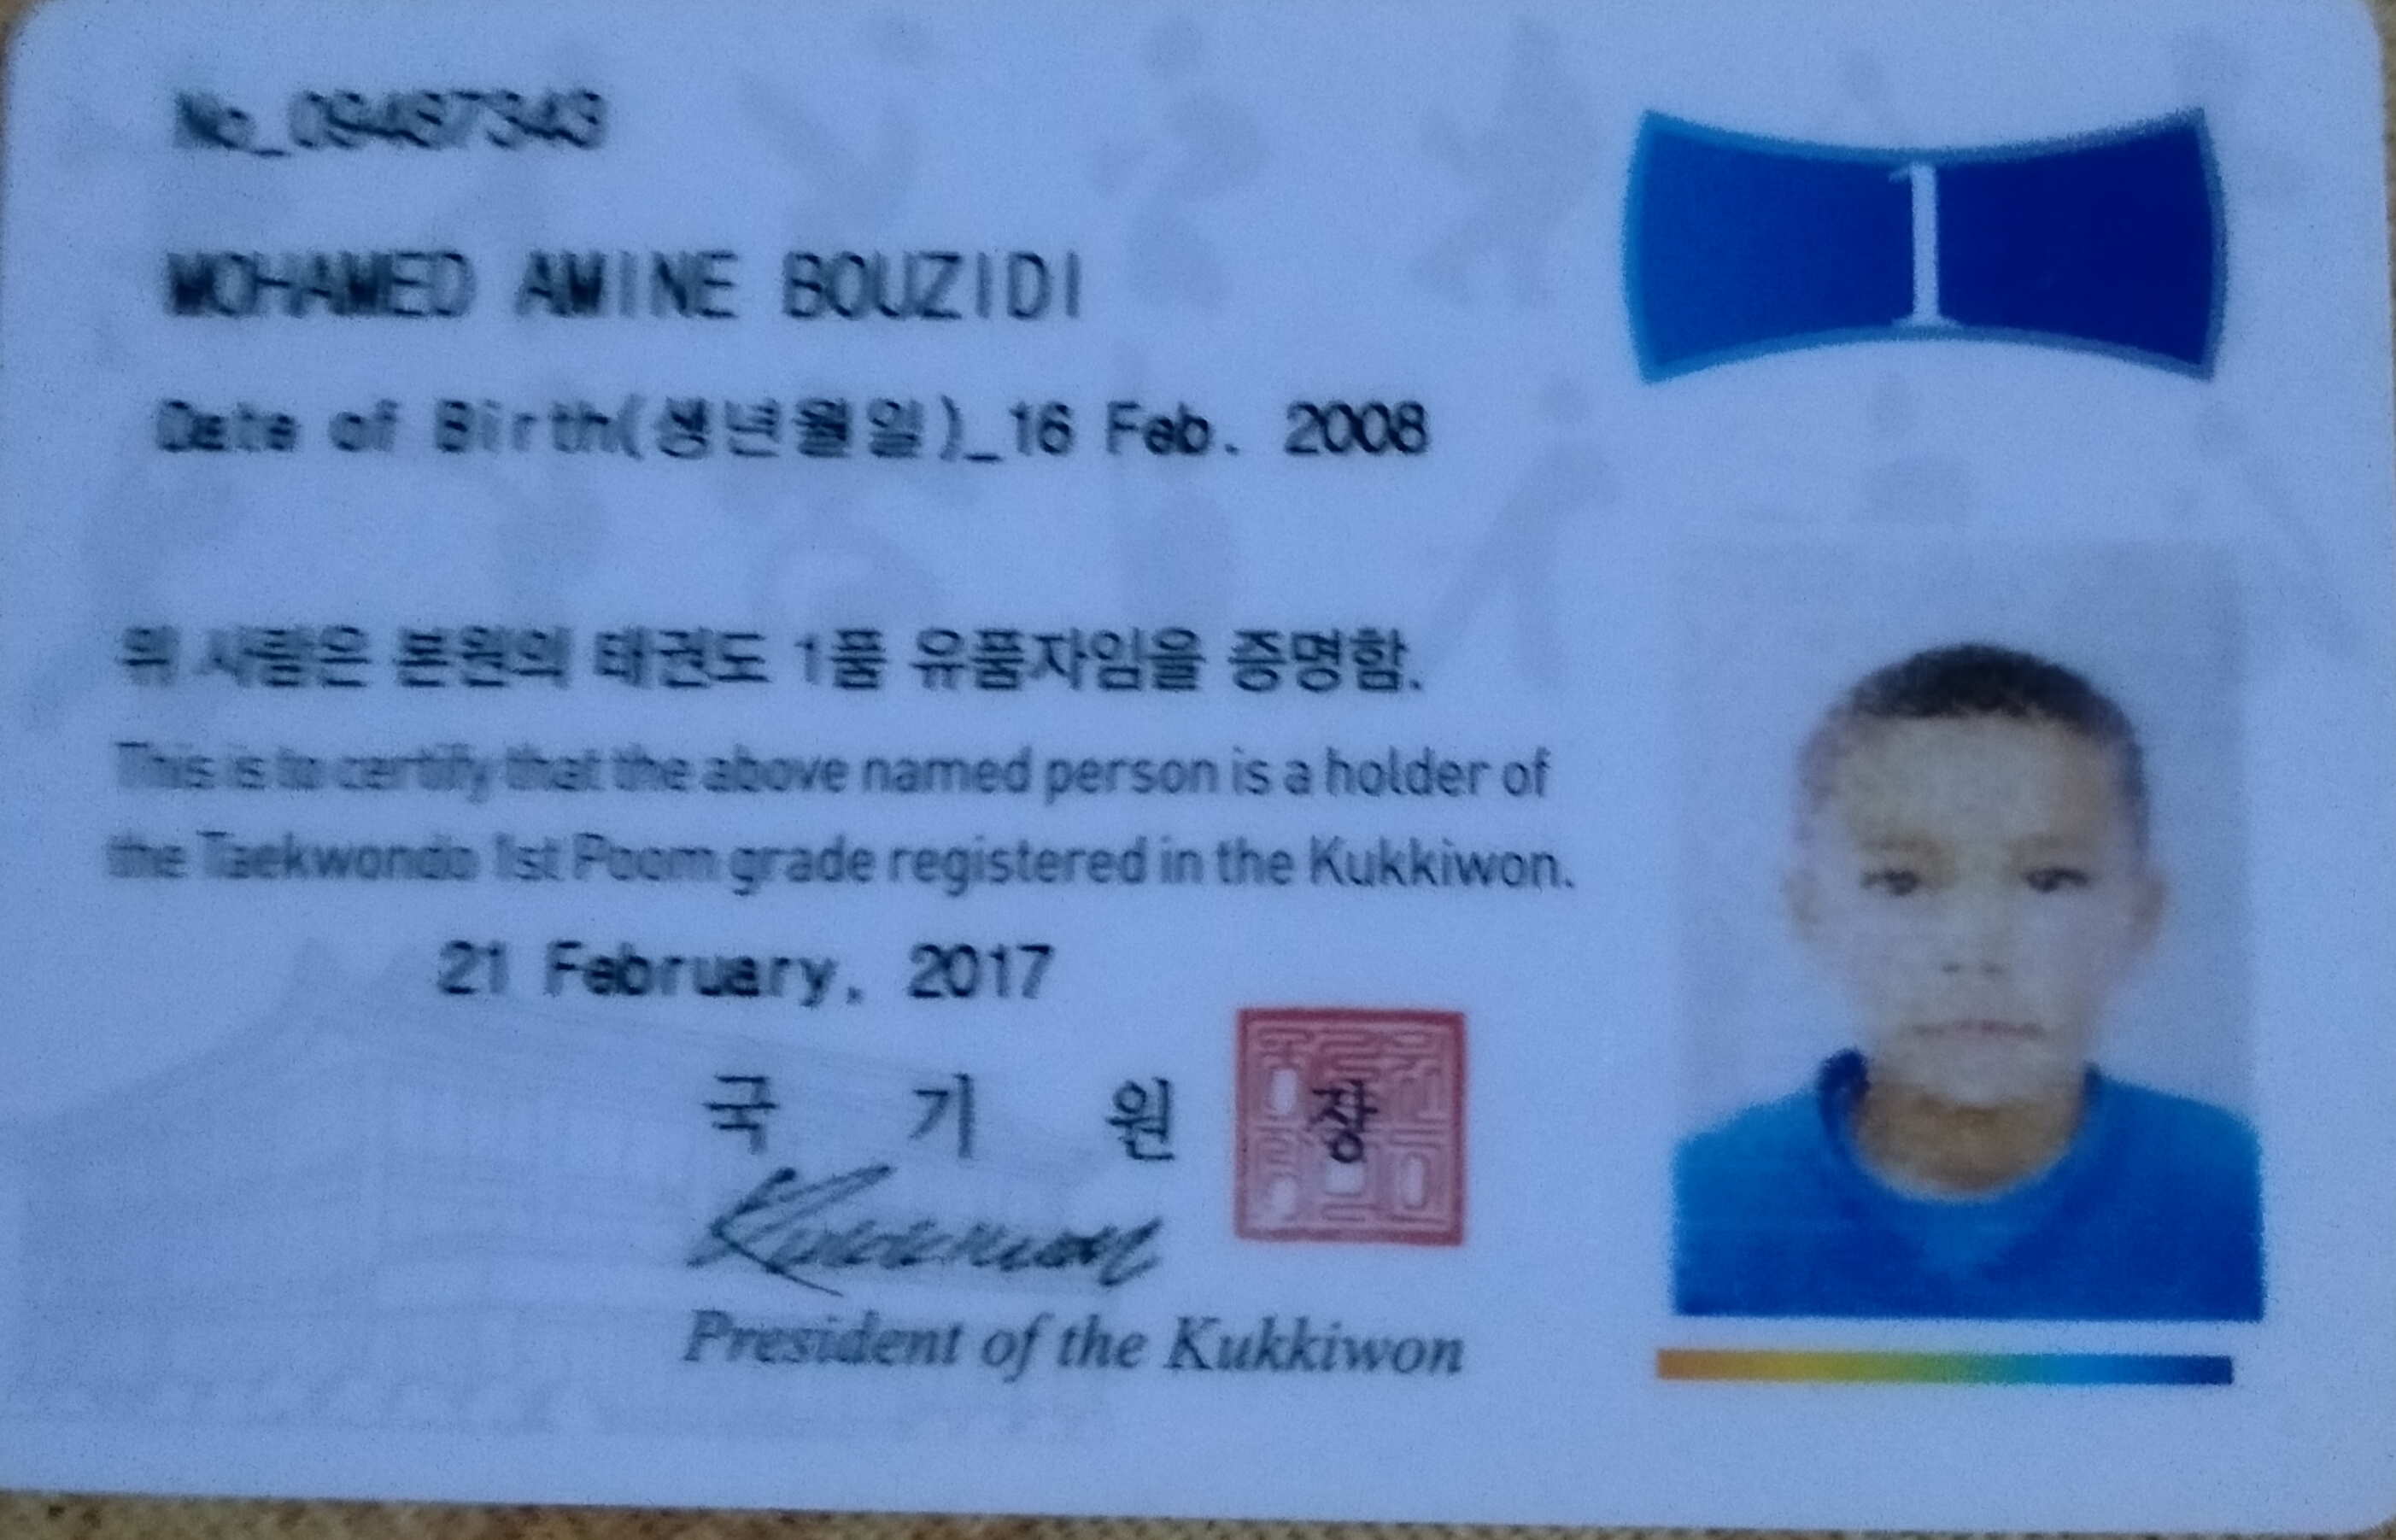 No_09487343
1
MOHAMED AMINE BOUZIDI
Date of Birth(생년월일)_16 Feb. 2008
위 사람은 본원의 태권도 1품 유품자임을 증명함.
This is to certify that the above named person is a holder of
the Taekwondo 1st Poom grade registered in the Kukkiwon.
21 February, 2017
국 기 원 장
Kukkiwon
President of the Kukkiwon